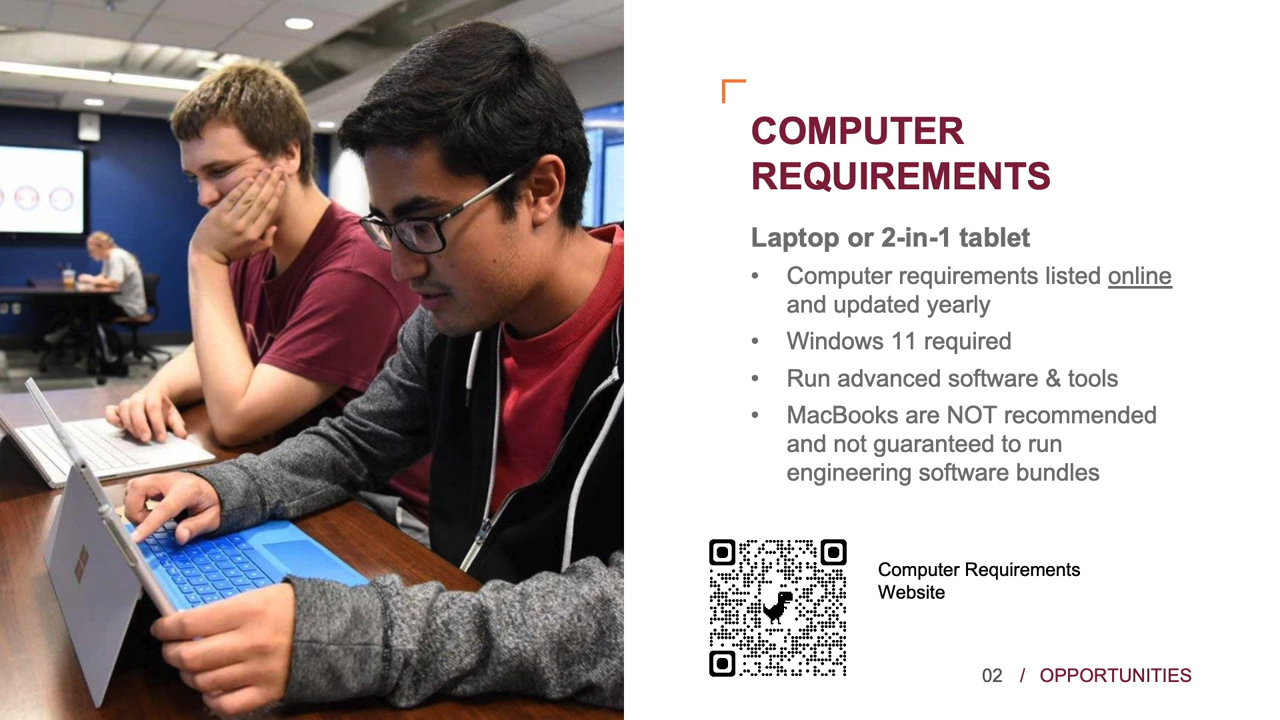 COMPUTER
REQUIREMENTS
Laptop or 2-in-1 tablet
• Computer requirements listed online
and updated yearly
• Windows 11 required
• Run advanced software & tools
• MacBooks are NOT recommended
and not guaranteed to run
engineering software bundles
Computer Requirements
Website
02 / OPPORTUNITIES